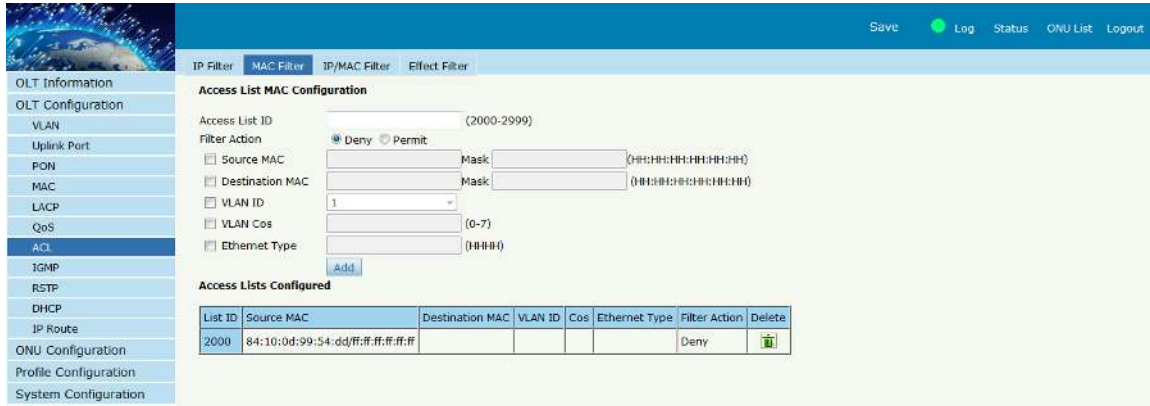 Save Log Status ONU List Logout
IP Filter MAC Filter IP/MAC Filter Effect Filter
OLT Information
OLT Configuration
VLAN
Uplink Port
PON
MAC
LACP
QoS
ACL
IGMP
RSTP
DHCP
IP Route
ONU Configuration
Profile Configuration
System Configuration
Access List MAC Configuration
Access List ID (2000-2999)
Filter Action Deny Permit
Source MAC Mask (HH:HH:HH:HH:HH:HH)
Destination MAC Mask (HH:HH:HH:HH:HH:HH)
VLAN ID 1
VLAN Cos (0-7)
Ethernet Type (HHHH)
Add
Access Lists Configured
List ID Source MAC Destination MAC VLAN ID Cos Ethernet Type Filter Action Delete
2000 84:10:0d:99:54:dd/ff:ff:ff:ff:ff:ff Deny